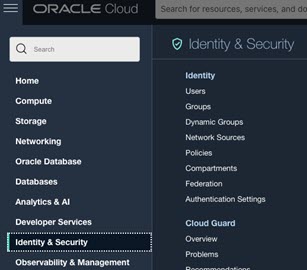 ORACLE Cloud
Search for resources, services, and do
Search
Home
Compute
Storage
Networking
Oracle Database
Databases
Analytics & AI
Developer Services
Identity & Security
Observability & Management
Identity & Security
Identity
Users
Groups
Dynamic Groups
Network Sources
Policies
Compartments
Federation
Authentication Settings
Cloud Guard
Overview
Problems
Recommendations